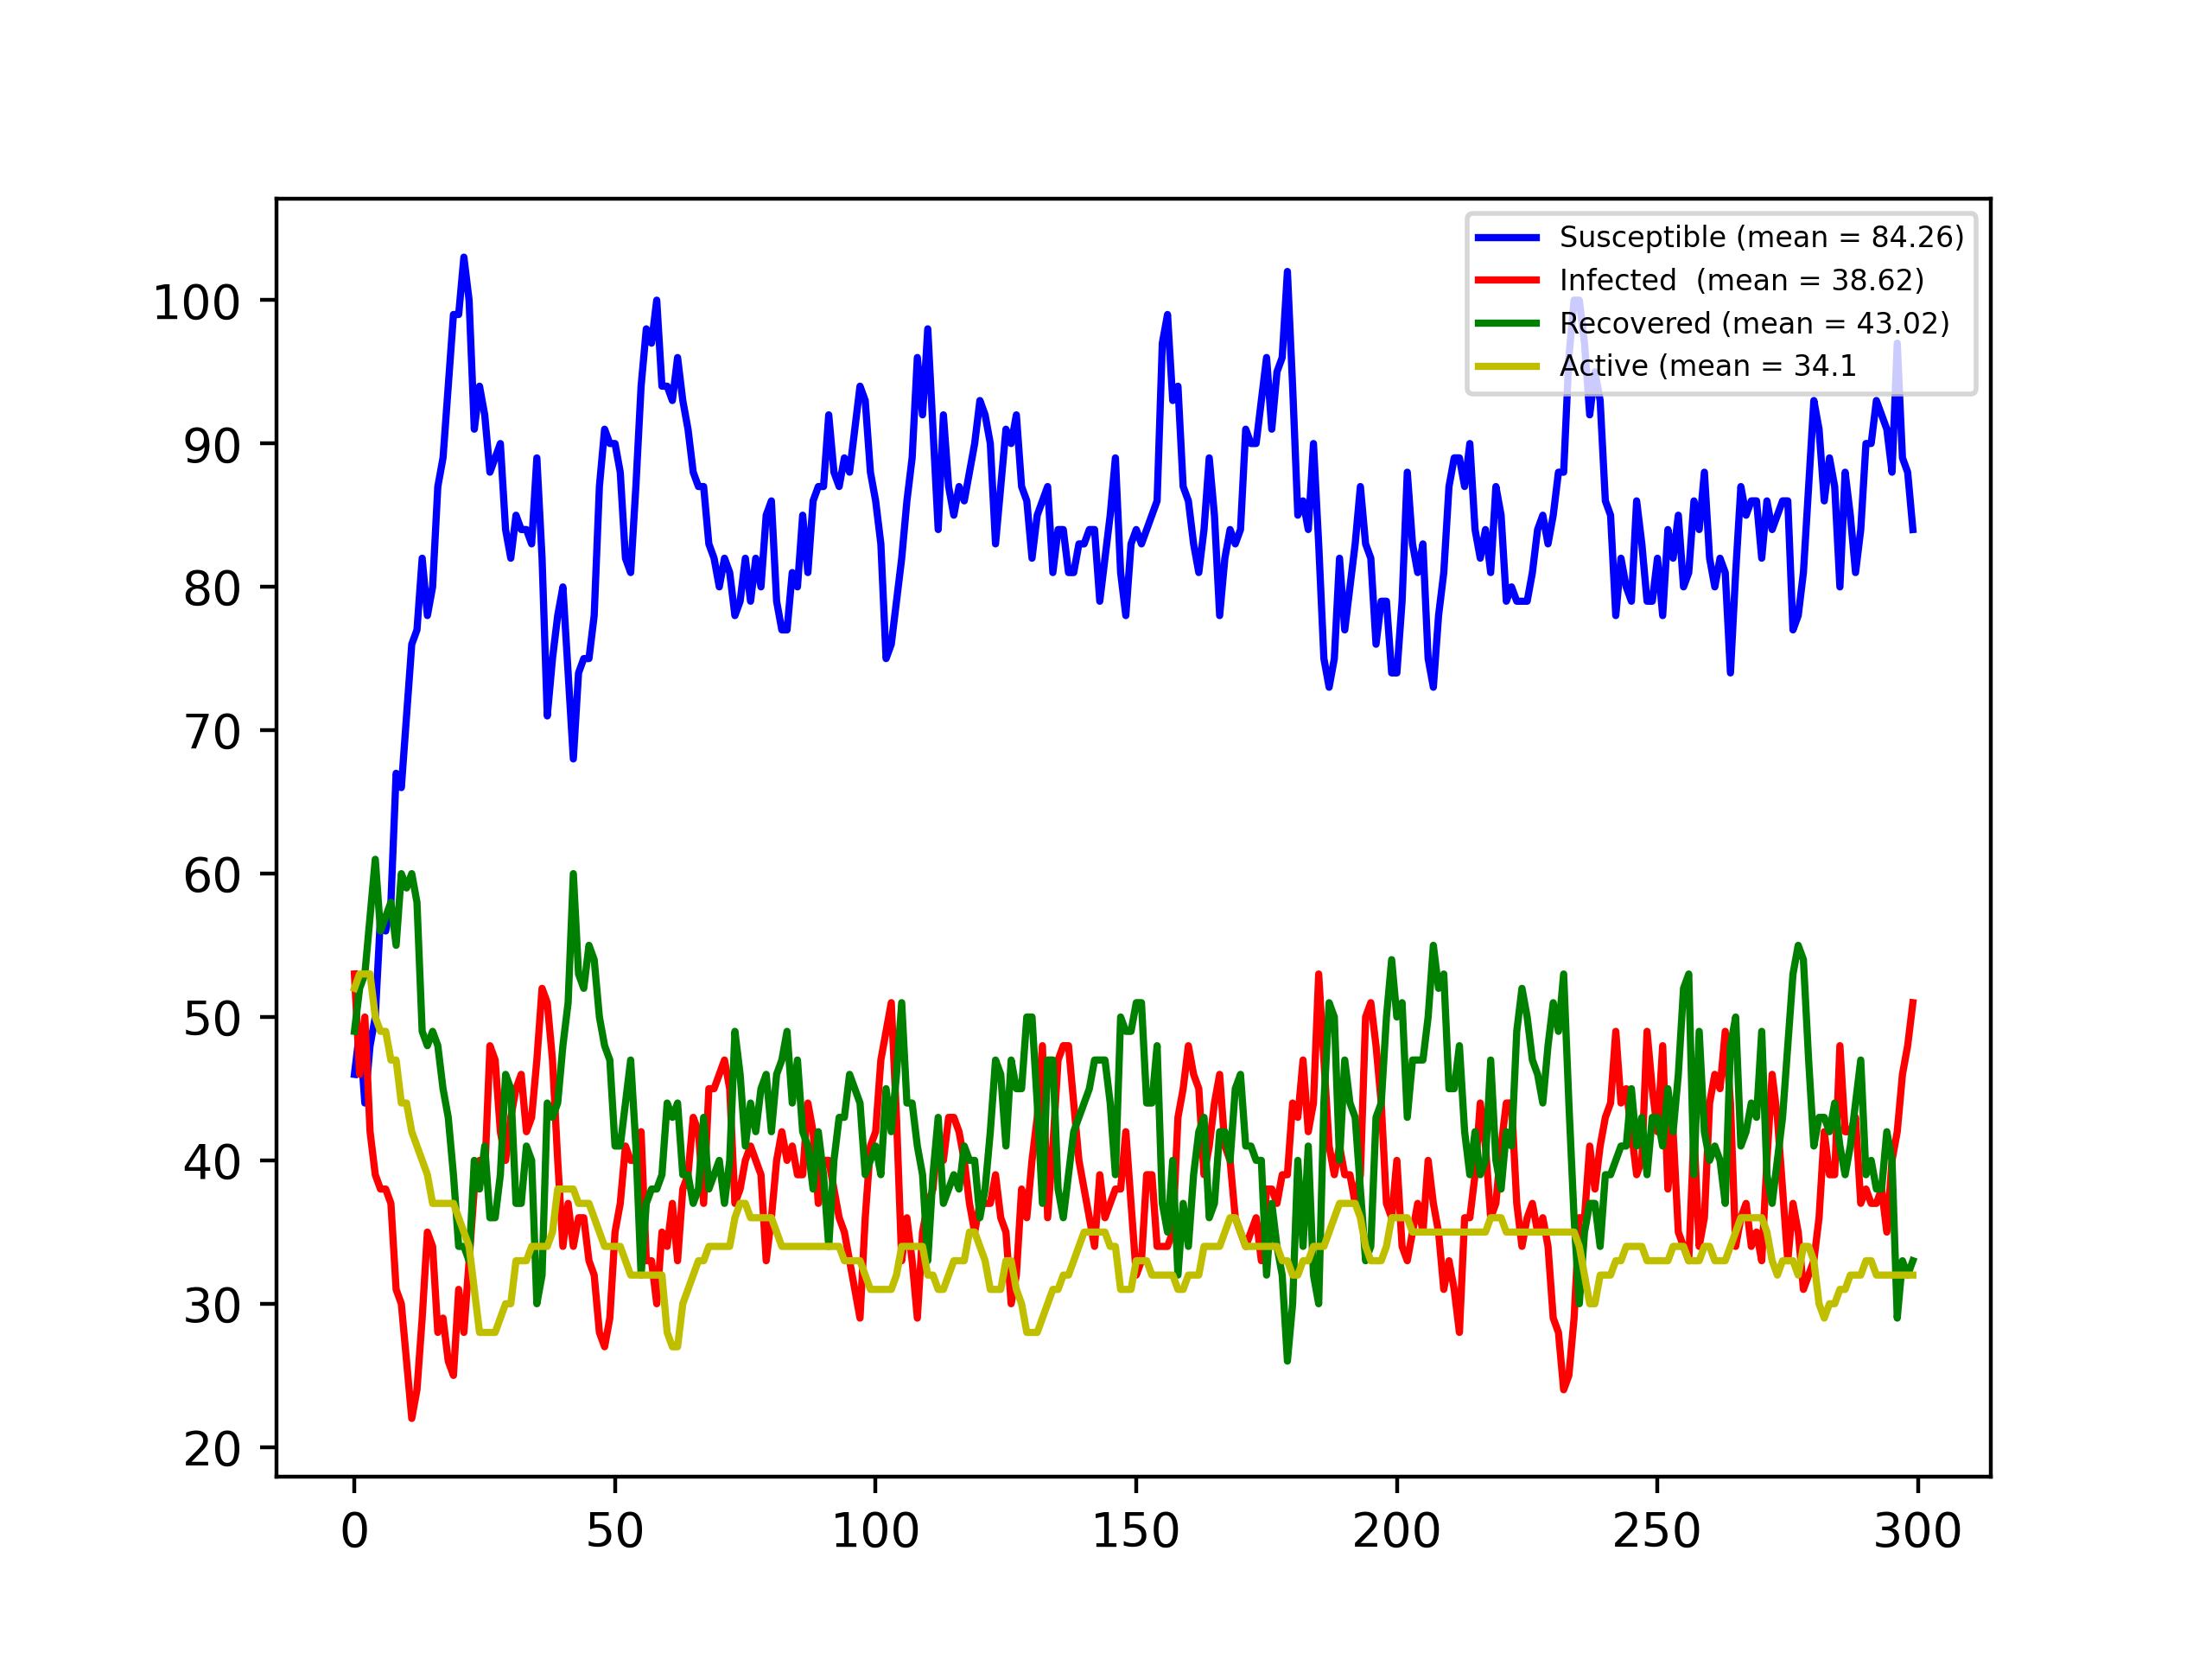 Susceptible (mean = 84.26)
Infected  (mean = 38.62)
Recovered (mean = 43.02)
Active (mean = 34.1
100
90
80
70
60
50
40
30
20
0 50 100 150 200 250 300